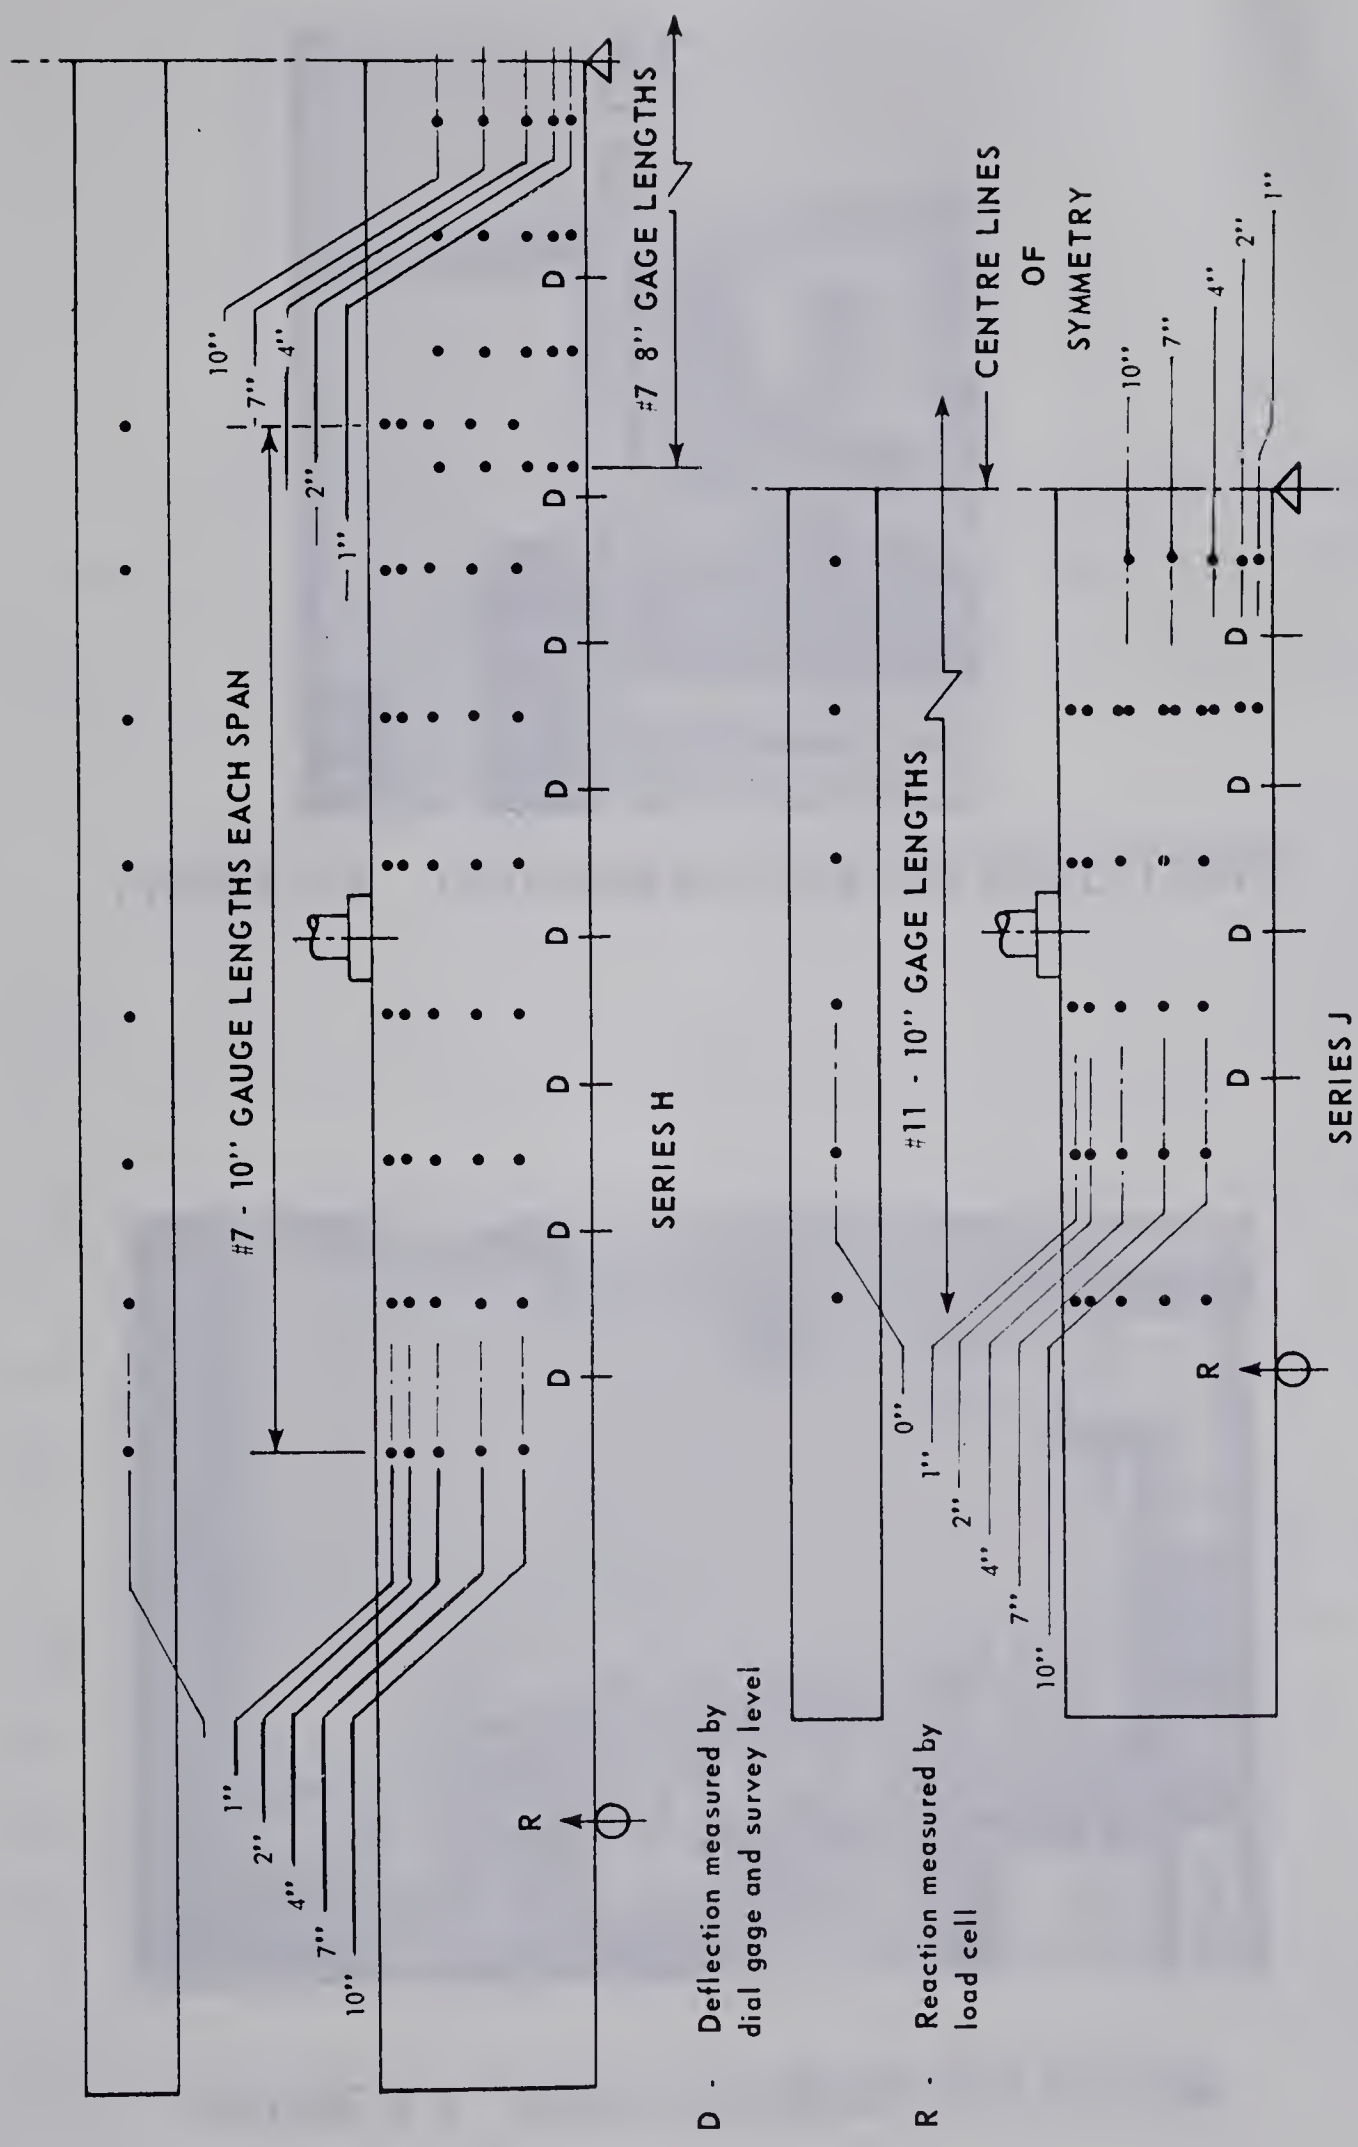 #7 - 10" GAUGE LENGTHS EACH SPAN
1"
2"
4"
7"
10"
10"
7"
4"
2"
1"
R
D D D D D D D D
#7 8" GAGE LENGTHS
SERIES H
D - Deflection measured by
dial gage and survey level
R - Reaction measured by
load cell
#11 - 10" GAGE LENGTHS
CENTRE LINES
OF
SYMMETRY
0"
1"
2"
4"
7"
10"
10"
7"
4"
2"
1"
R
D D D D
SERIES J